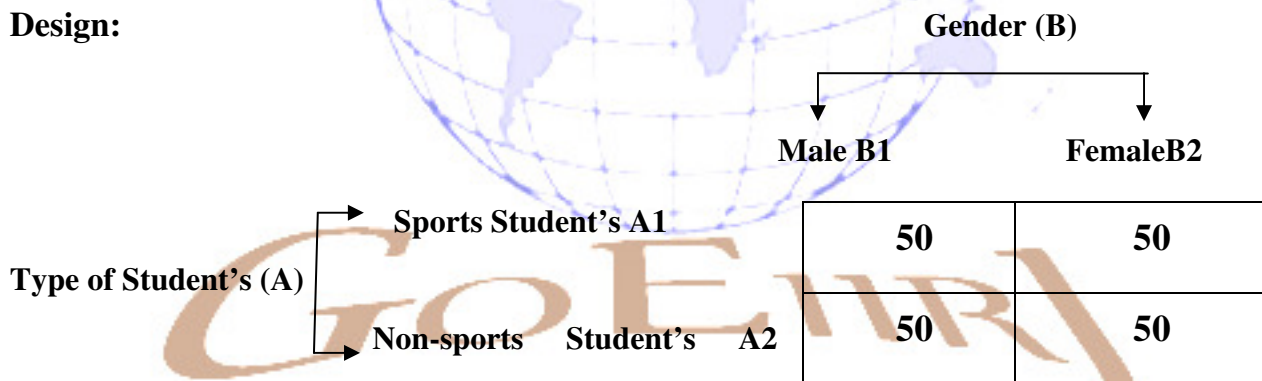 Design:
Gender (B)
Male B1 FemaleB2
Sports Student's A1 50 50
Type of Student's (A)
Non-sports Student's A2 50 50